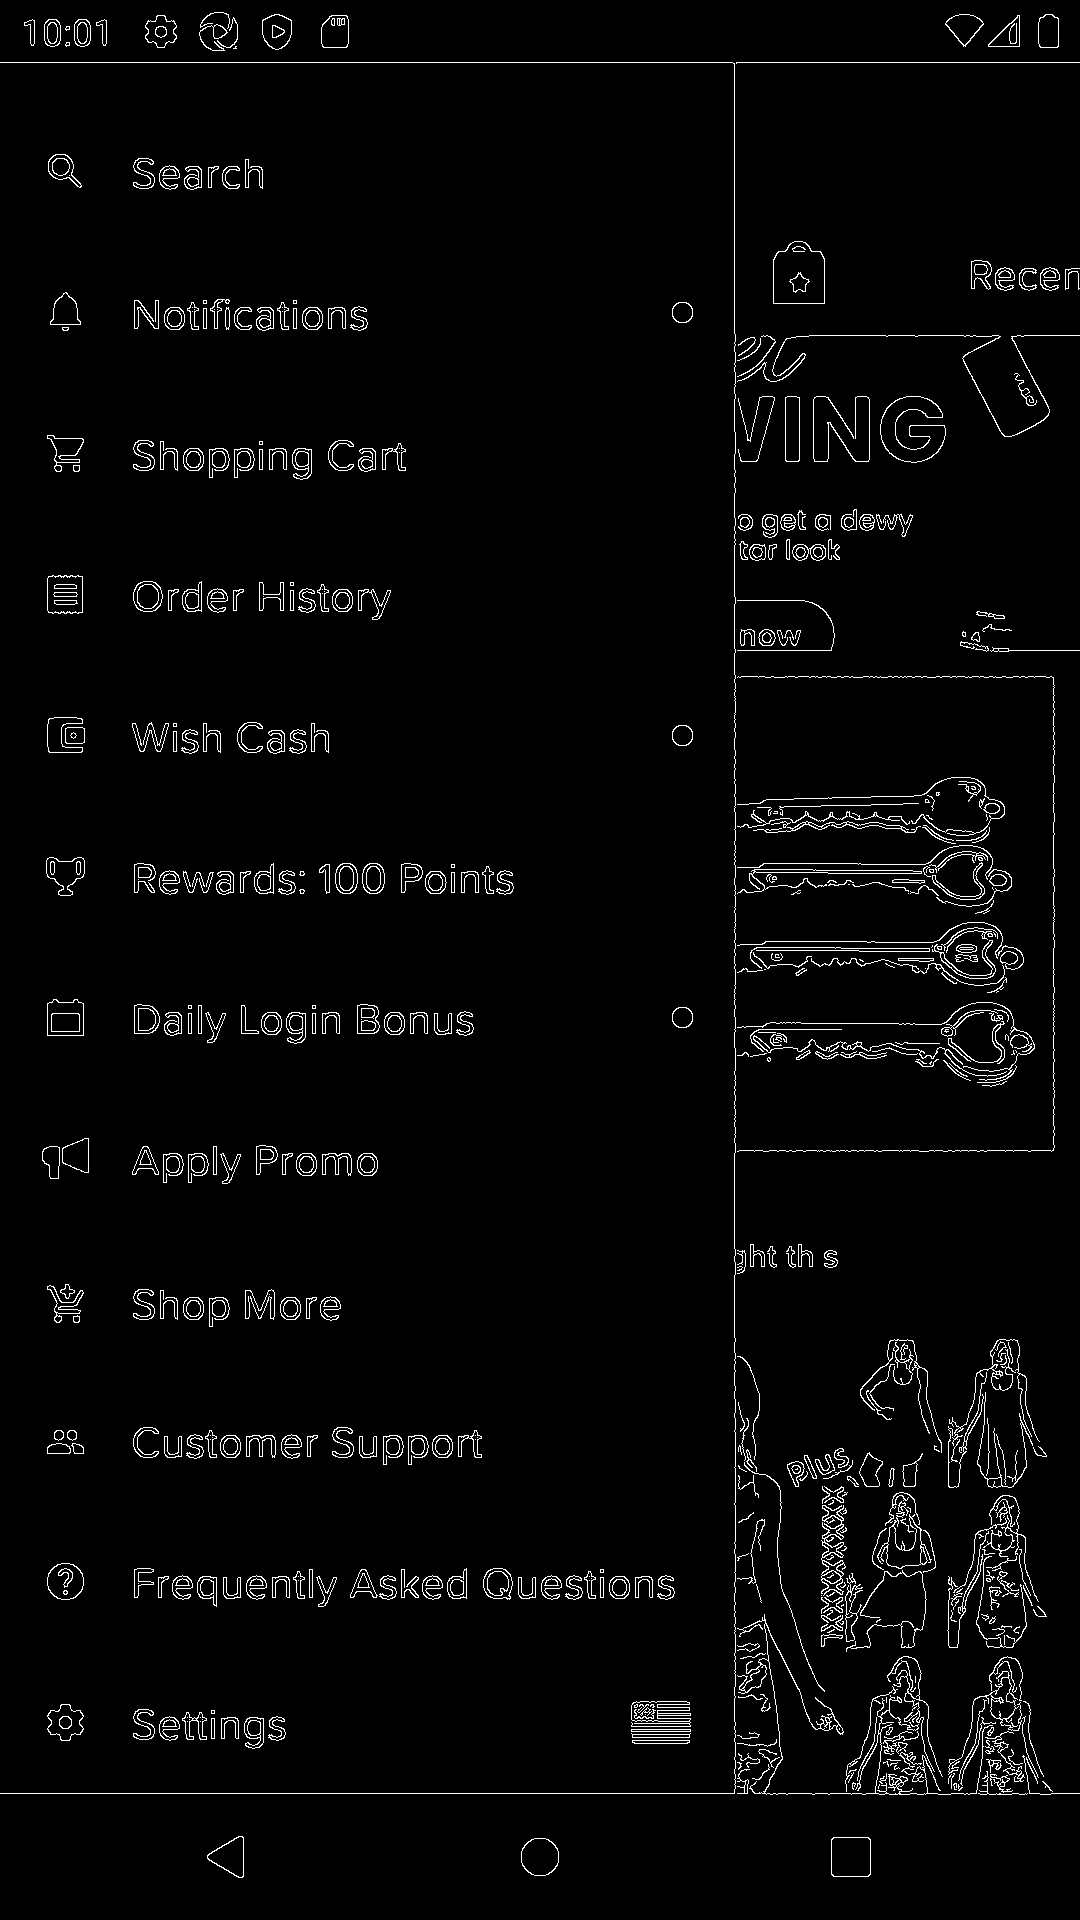 10:01
Search
Recen
Notifications
VING
Shopping Cart
o get a dewy
tar look
Order History
now
Wish Cash
Rewards: 100 Points
Daily Login Bonus
Apply Promo
ght th s
Shop More
Customer Support
Plus
Frequently Asked Questions
Settings